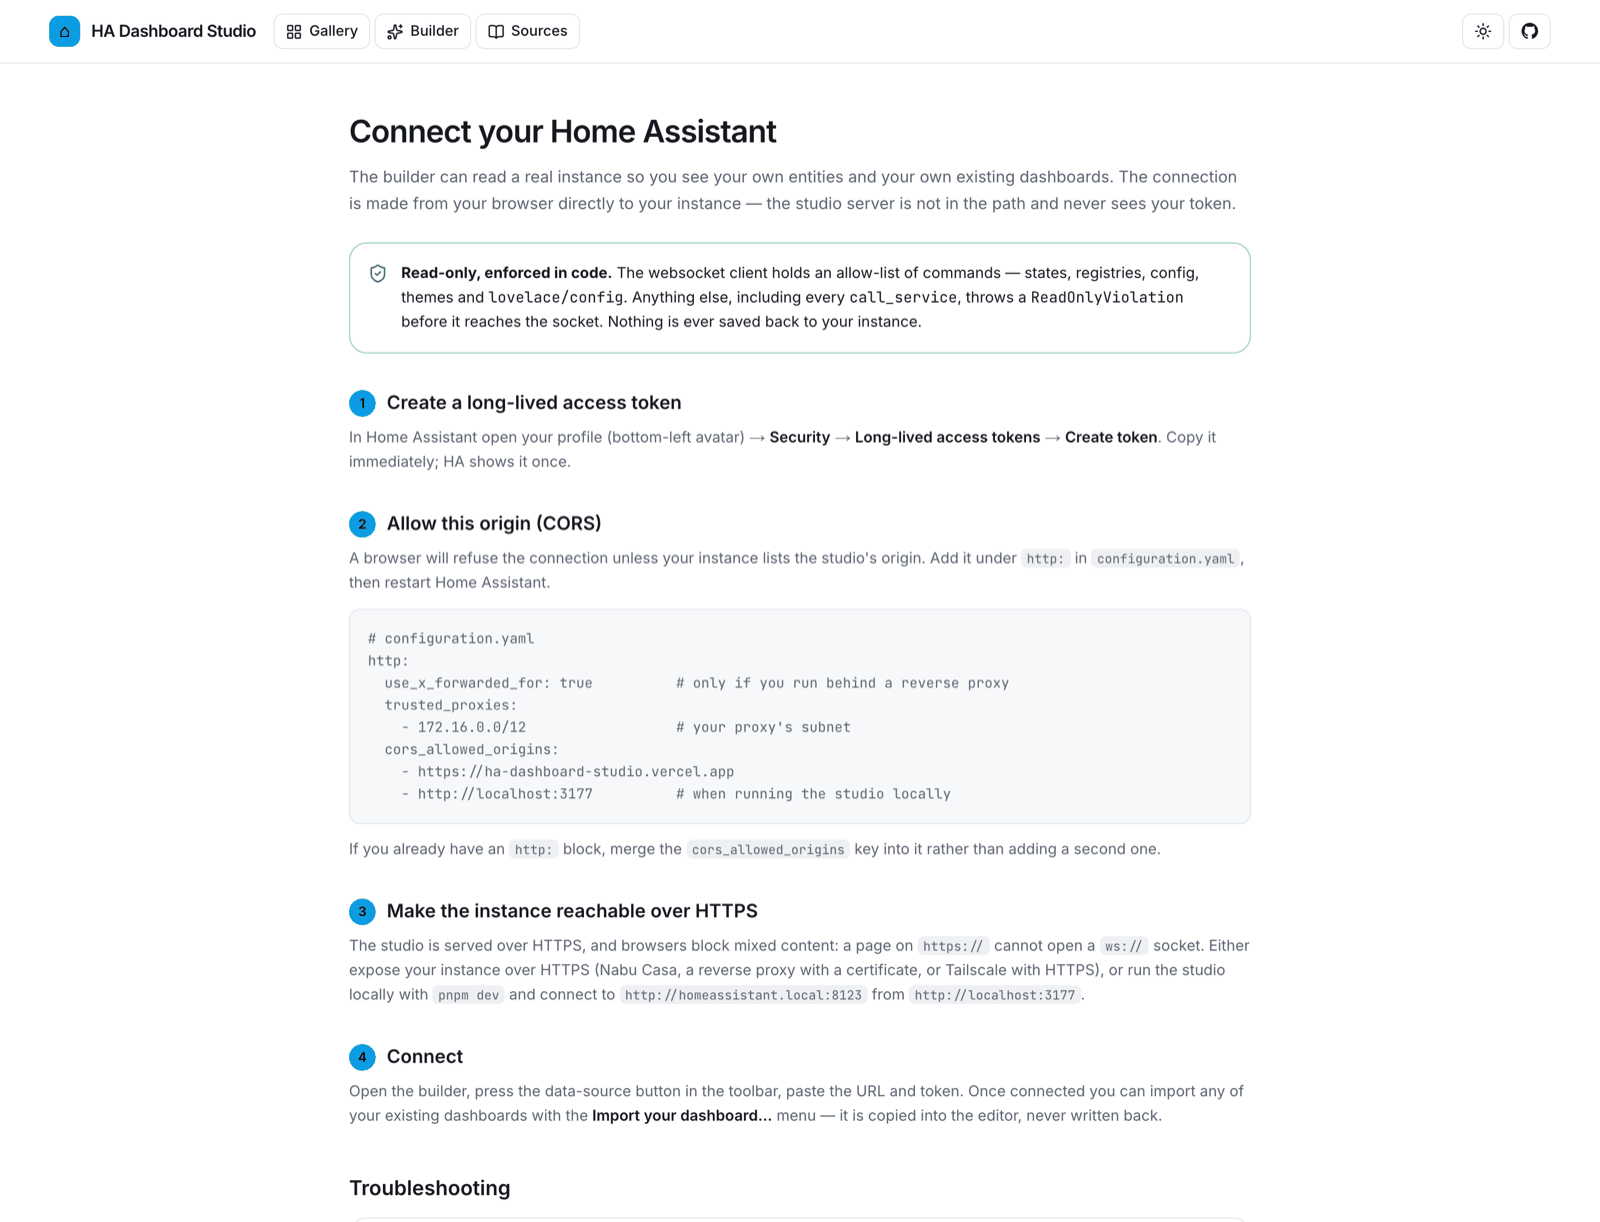 HA Dashboard Studio
Gallery
Builder
Sources
Connect your Home Assistant
The builder can read a real instance so you see your own entities and your own existing dashboards. The connection
is made from your browser directly to your instance — the studio server is not in the path and never sees your token.
Read-only, enforced in code. The websocket client holds an allow-list of commands — states, registries, config,
themes and lovelace/config. Anything else, including every call_service, throws a ReadOnlyViolation
before it reaches the socket. Nothing is ever saved back to your instance.
1 Create a long-lived access token
In Home Assistant open your profile (bottom-left avatar) → Security → Long-lived access tokens → Create token. Copy it
immediately; HA shows it once.
2 Allow this origin (CORS)
A browser will refuse the connection unless your instance lists the studio's origin. Add it under http: in configuration.yaml,
then restart Home Assistant.
# configuration.yaml
http:
  use_x_forwarded_for: true          # only if you run behind a reverse proxy
  trusted_proxies:
    - 172.16.0.0/12                  # your proxy's subnet
  cors_allowed_origins:
    - https://ha-dashboard-studio.vercel.app
    - http://localhost:3177          # when running the studio locally
If you already have an http: block, merge the cors_allowed_origins key into it rather than adding a second one.
3 Make the instance reachable over HTTPS
The studio is served over HTTPS, and browsers block mixed content: a page on https:// cannot open a ws:// socket. Either
expose your instance over HTTPS (Nabu Casa, a reverse proxy with a certificate, or Tailscale with HTTPS), or run the studio
locally with pnpm dev and connect to http://homeassistant.local:8123 from http://localhost:3177.
4 Connect
Open the builder, press the data-source button in the toolbar, paste the URL and token. Once connected you can import any of
your existing dashboards with the Import your dashboard… menu — it is copied into the editor, never written back.
Troubleshooting